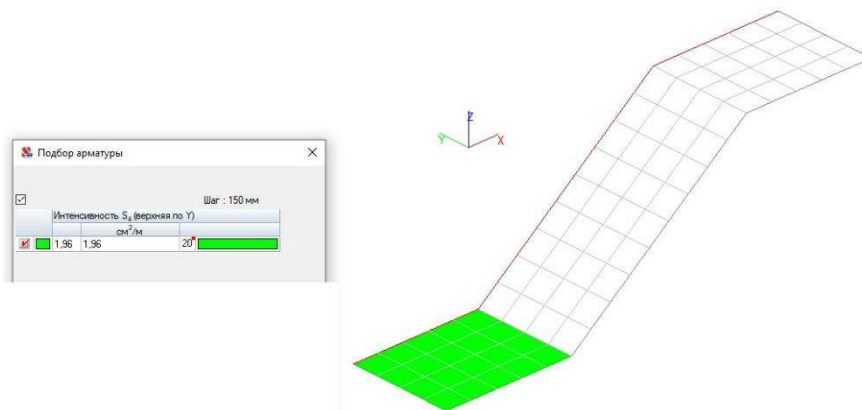 Подбор арматуры
Шаг : 150 мм
Интенсивность S₄ (верхняя по Y)
см²/м
1,96 1,96 20
Z
Y X